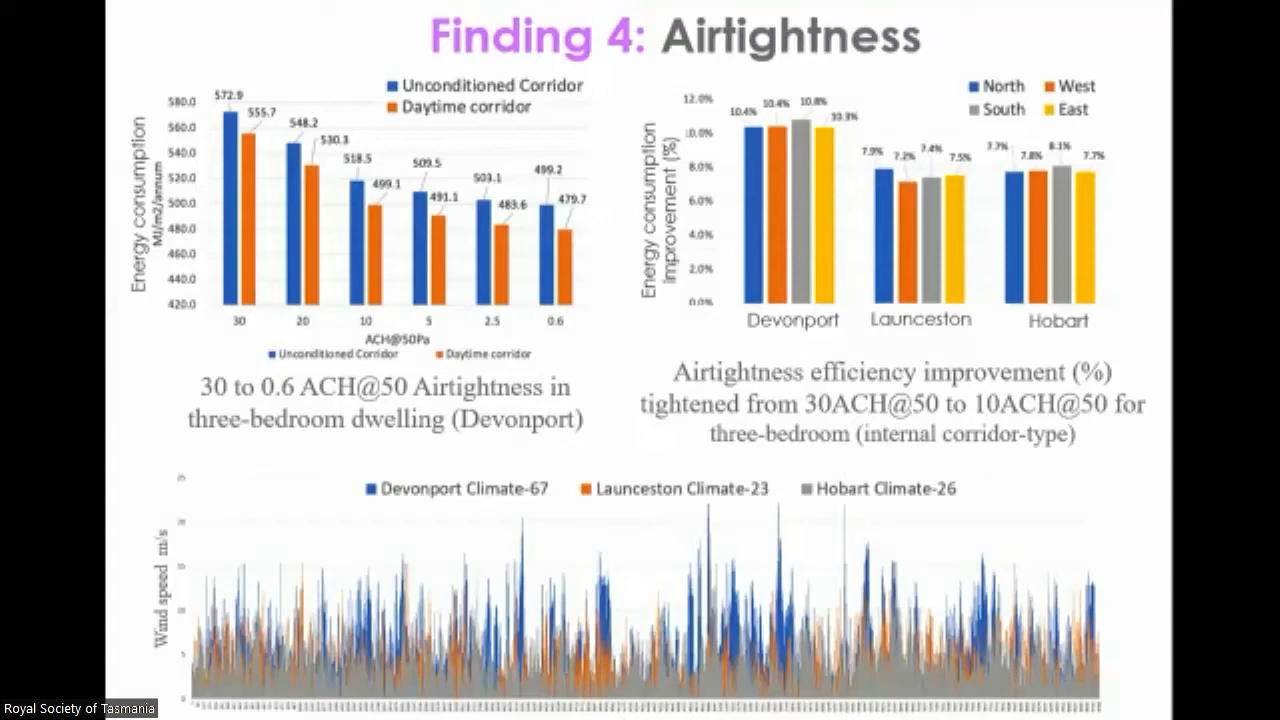 Finding 4: Airtightness
Unconditioned Corridor
Daytime corridor
Energy consumption
MJ/m2/annum
580.0
560.0
540.0
520.0
500.0
480.0
460.0
440.0
420.0
572.9
555.7
548.2
530.3
518.5
499.1
509.5
491.1
503.1
483.6
499.2
479.7
30 20 10 5 2.5 0.6
ACH@50Pa
Unconditioned Corridor Daytime corridor
30 to 0.6 ACH@50 Airtightness in
three-bedroom dwelling (Devonport)
North West
South East
Energy consumption
improvement (%)
12.0%
10.0%
8.0%
6.0%
4.0%
2.0%
0.0%
10.4% 10.4% 10.8% 10.3%
7.9% 7.2% 7.4% 7.5%
7.7% 7.8% 8.1% 7.7%
Devonport Launceston Hobart
Airtightness efficiency improvement (%)
tightened from 30ACH@50 to 10ACH@50 for
three-bedroom (internal corridor-type)
Devonport Climate-67 Launceston Climate-23 Hobart Climate-26
Wind speed m/s
25
20
15
10
5
0
Royal Society of Tasmania